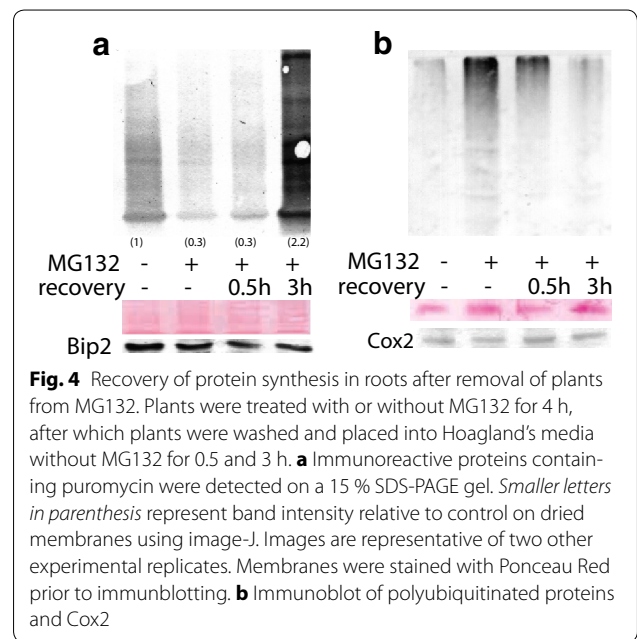 a
b
(1) (0.3) (0.3) (2.2)
MG132 - + + +
recovery - - 0.5h 3h
Bip2
MG132 - + + +
recovery - - 0.5h 3h
Cox2
Fig. 4 Recovery of protein synthesis in roots after removal of plants
from MG132. Plants were treated with or without MG132 for 4 h,
after which plants were washed and placed into Hoagland's media
without MG132 for 0.5 and 3 h. a Immunoreactive proteins contain-
ing puromycin were detected on a 15 % SDS-PAGE gel. Smaller letters
in parenthesis represent band intensity relative to control on dried
membranes using image-J. Images are representative of two other
experimental replicates. Membranes were stained with Ponceau Red
prior to immunblotting. b Immunoblot of polyubiquitinated proteins
and Cox2